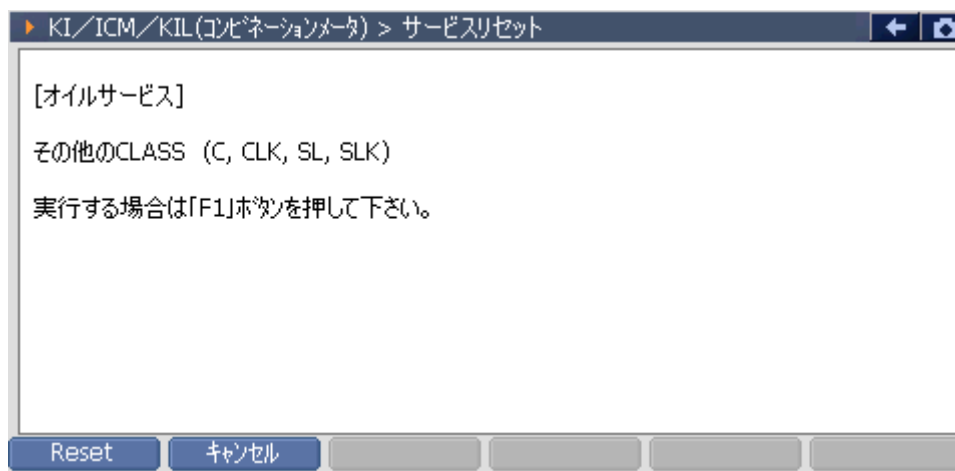 KI／ICM／KIL(ｺﾝﾋﾞﾈｰｼｮﾝﾒｰﾀ) > サービスリセット
[オイルサービス]
その他のCLASS (C, CLK, SL, SLK)
実行する場合は｢F1｣ﾎﾞﾀﾝを押して下さい。
Reset ｷｬﾝｾﾙ